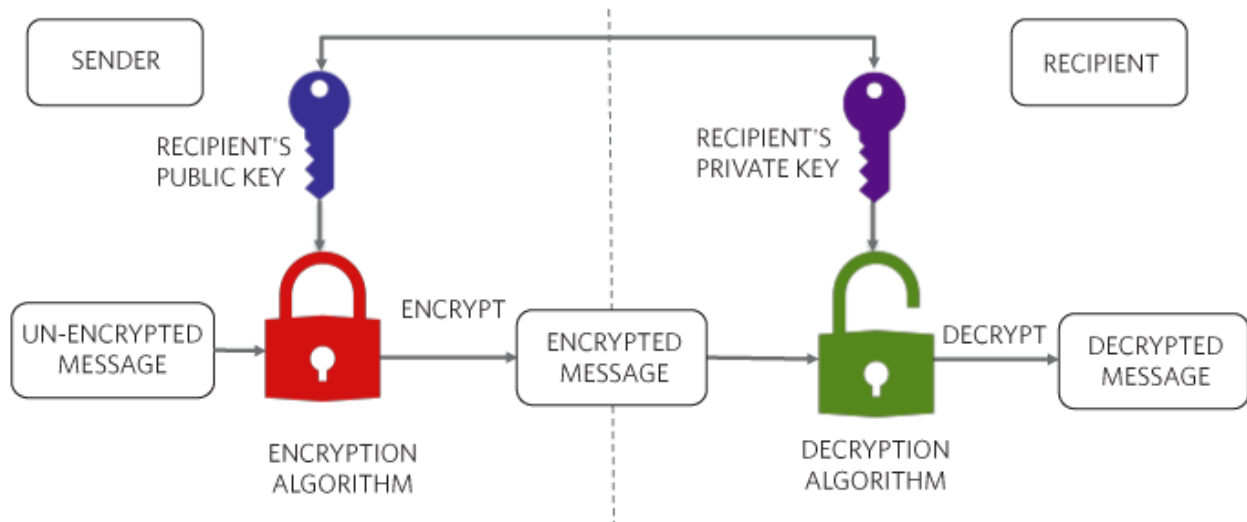 SENDER
RECIPIENT
RECIPIENT'S
PUBLIC KEY
RECIPIENT'S
PRIVATE KEY
UN-ENCRYPTED
MESSAGE
ENCRYPT
ENCRYPTED
MESSAGE
DECRYPT
DECRYPTED
MESSAGE
ENCRYPTION
ALGORITHM
DECRYPTION
ALGORITHM